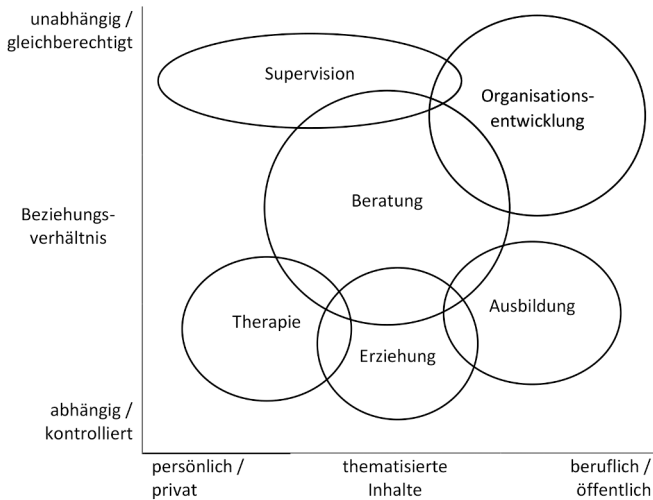 unabhängig /
gleichberechtigt
Supervision
Organisations-
entwicklung
Beratung
Beziehungs-
verhältnis
Ausbildung
Therapie
Erziehung
abhängig /
kontrolliert
persönlich /
privat
thematisierte
Inhalte
beruflich /
öffentlich